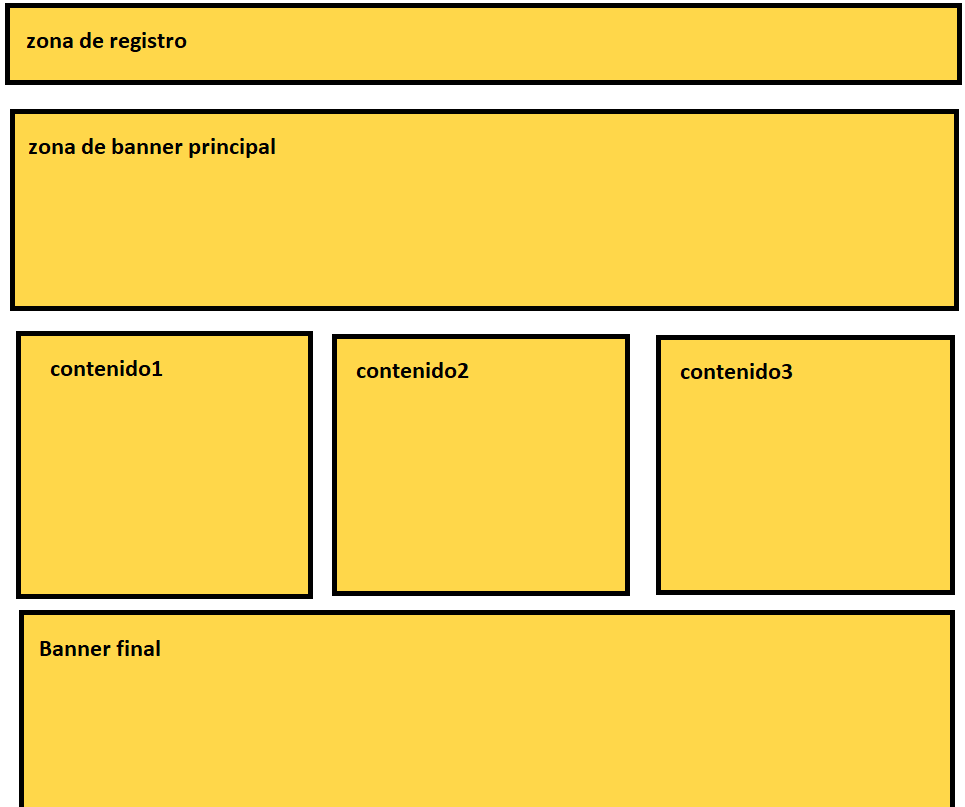 zona de registro
zona de banner principal
contenido1
contenido2
contenido3
Banner final